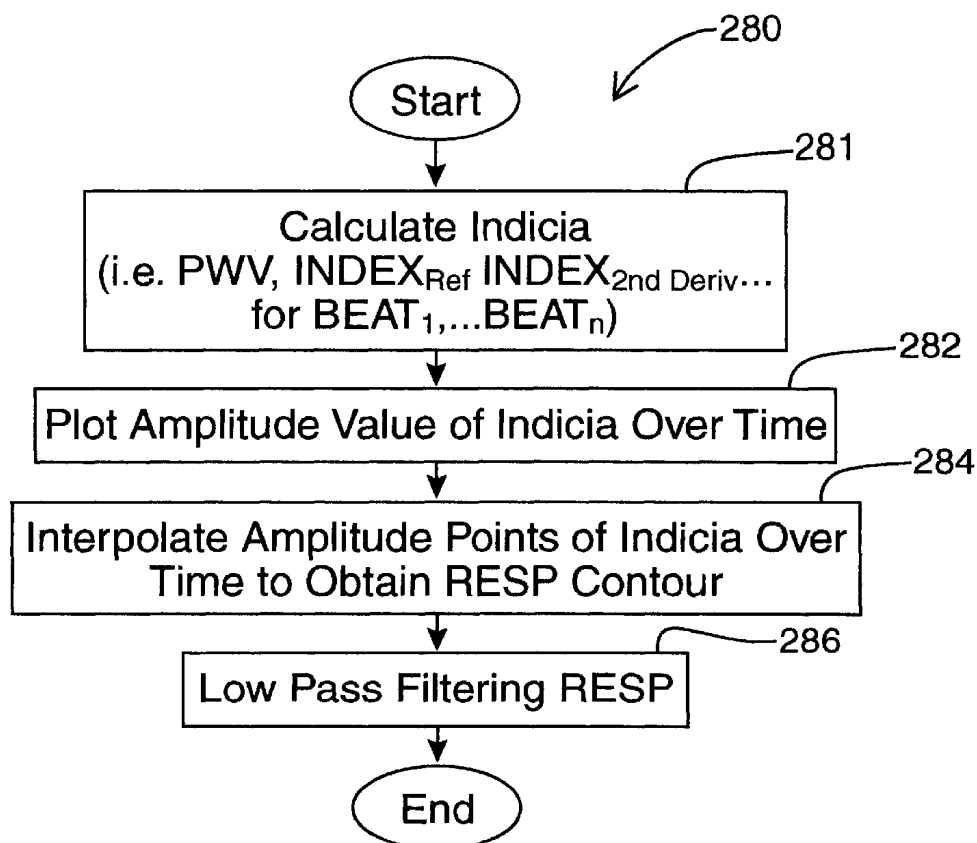 280
Start
281
Calculate Indicia
(i.e. PWV, INDEXRef INDEX2nd Deriv...
for BEAT1,...BEATn)
282
Plot Amplitude Value of Indicia Over Time
284
Interpolate Amplitude Points of Indicia Over
Time to Obtain RESP Contour
286
Low Pass Filtering RESP
End